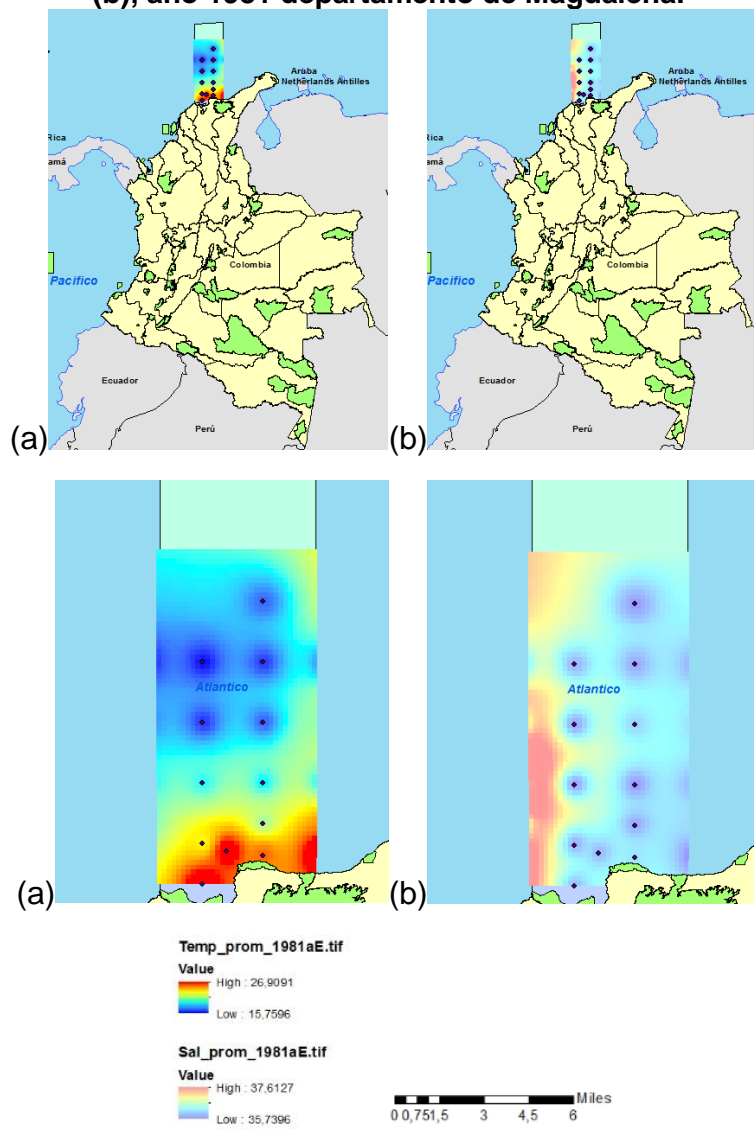 (b), año 1981 departamento de Magdalena.
Aruba
Netherlands Antilles
Rica
amá
Colombia
Pacífico
Ecuador
Perú
(a)
Aruba
Netherlands Antilles
Rica
amá
Colombia
Pacífico
Ecuador
Perú
(b)
Atlantico
(a)
Atlantico
(b)
Temp_prom_1981aE.tif
Value
High : 26,9091
Low : 15,7596
Sal_prom_1981aE.tif
Value
High : 37,6127
Low : 35,7396
Miles
0 0,75 1,5 3 4,5 6